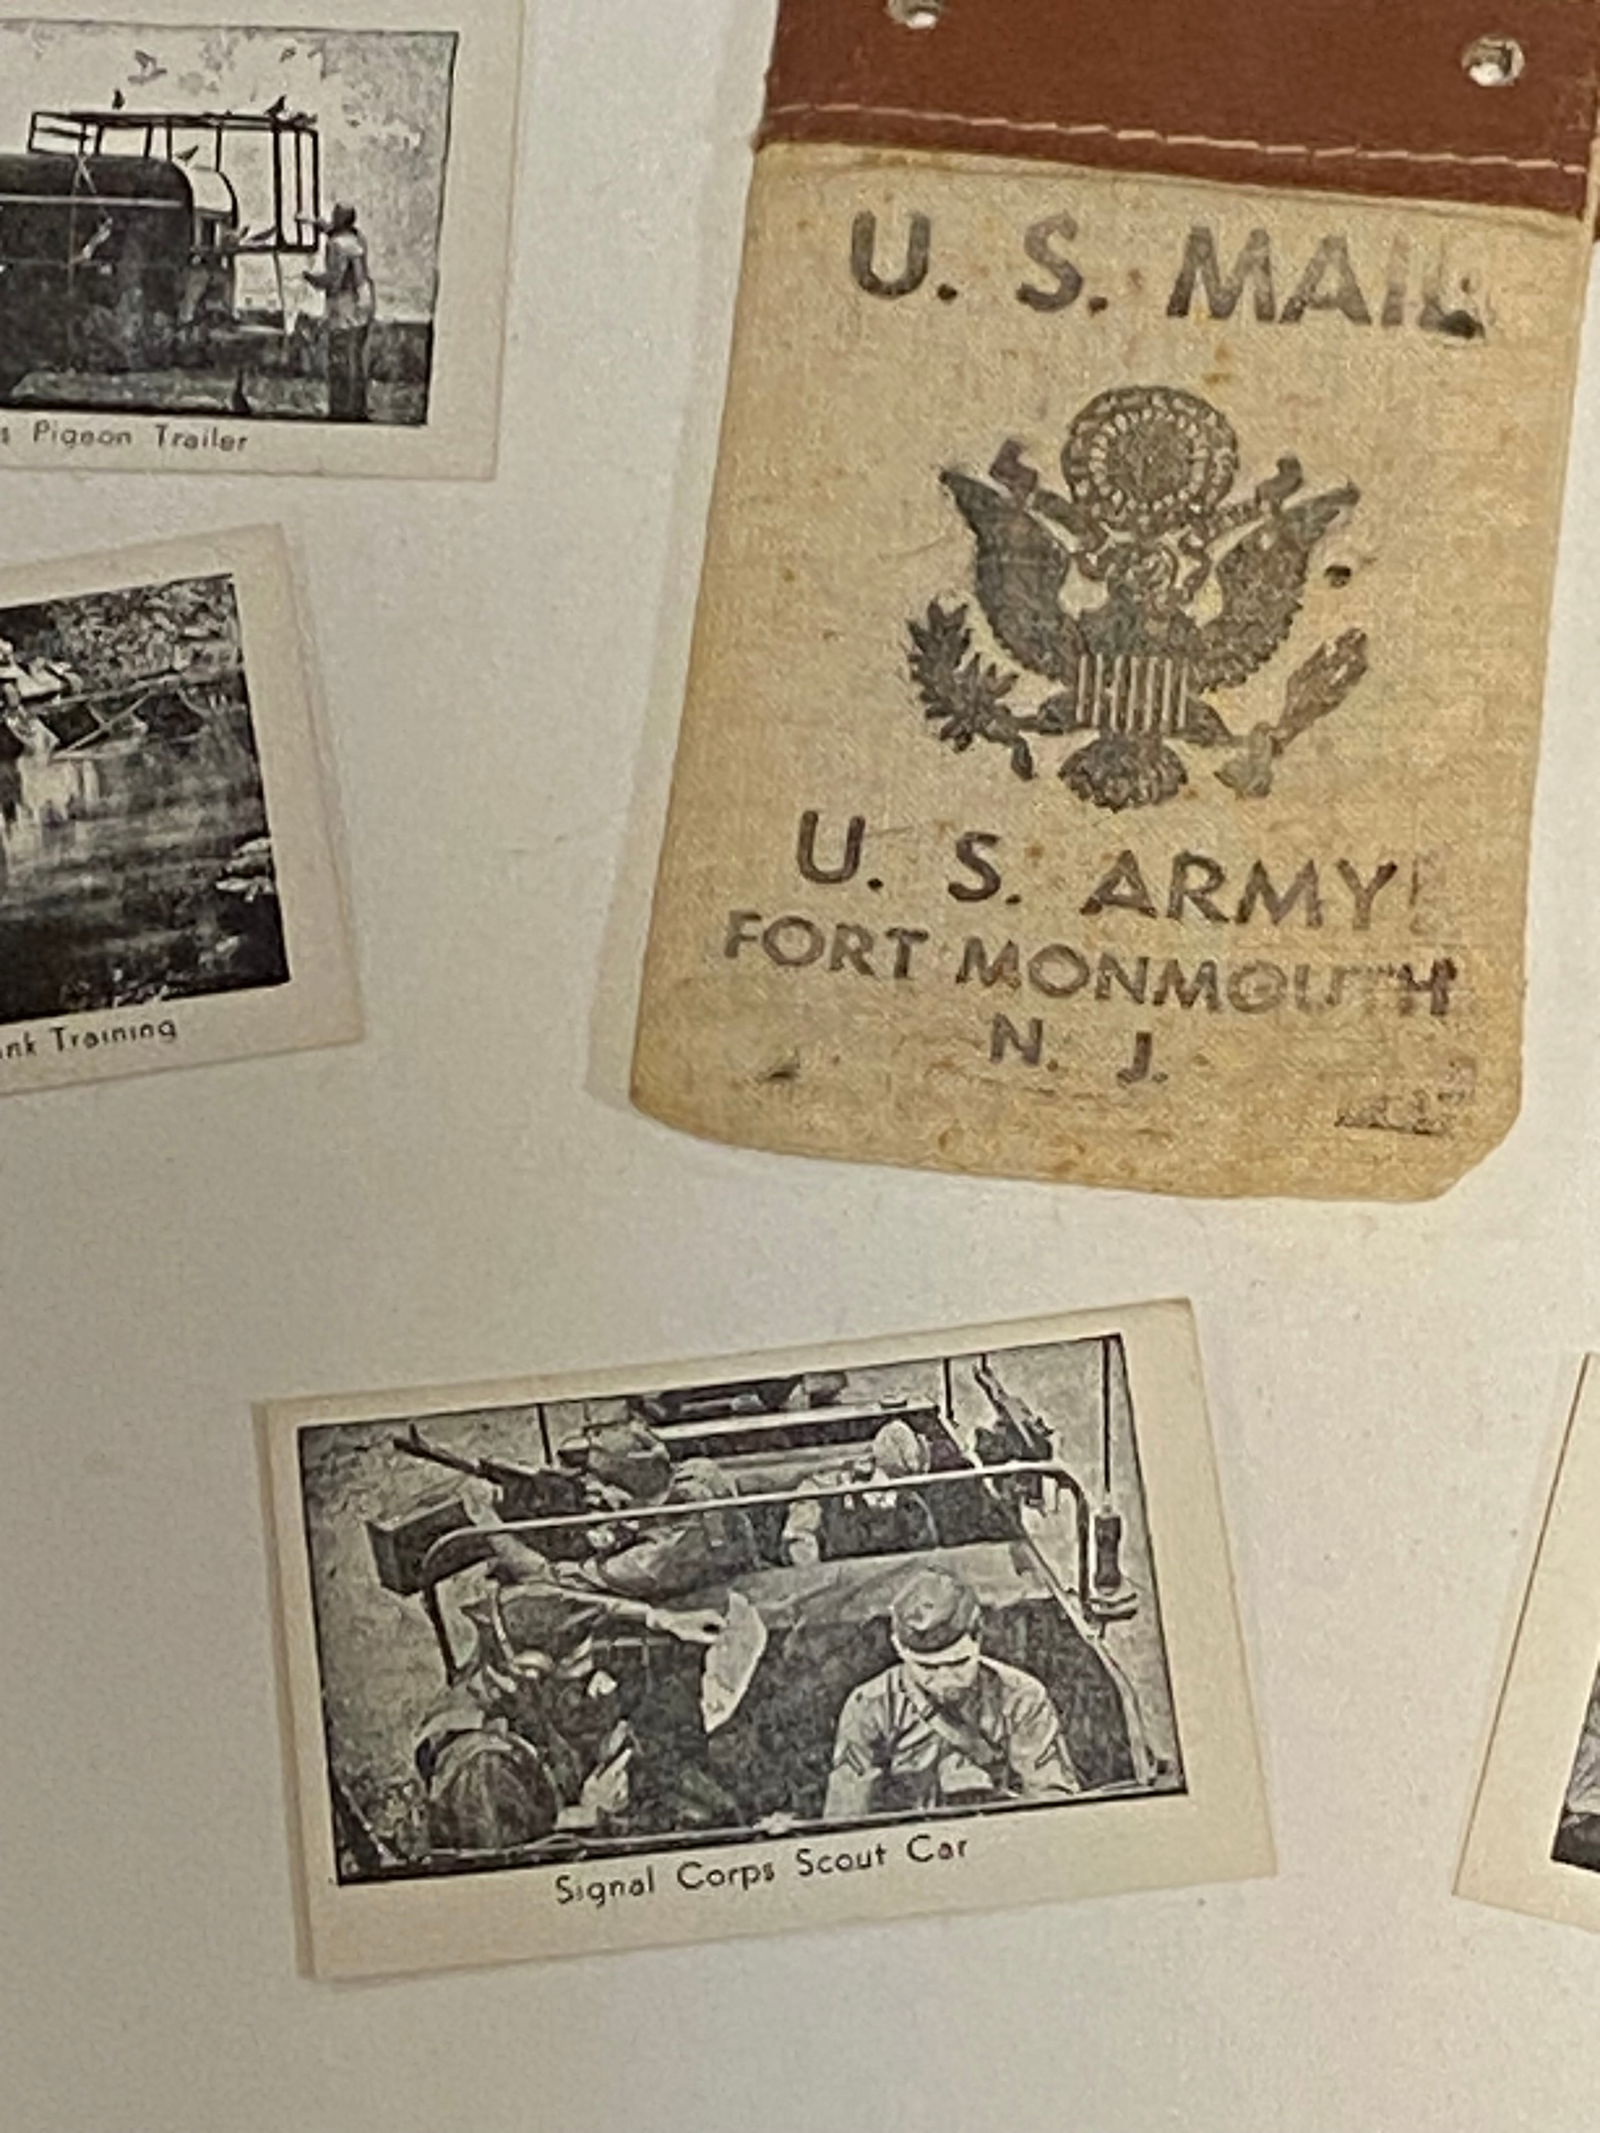 Pigeon Trailer
Training
U. S. MAIL
U. S. ARMY
FORT MONMOUTH
N. J.
Signal Corps Scout Car